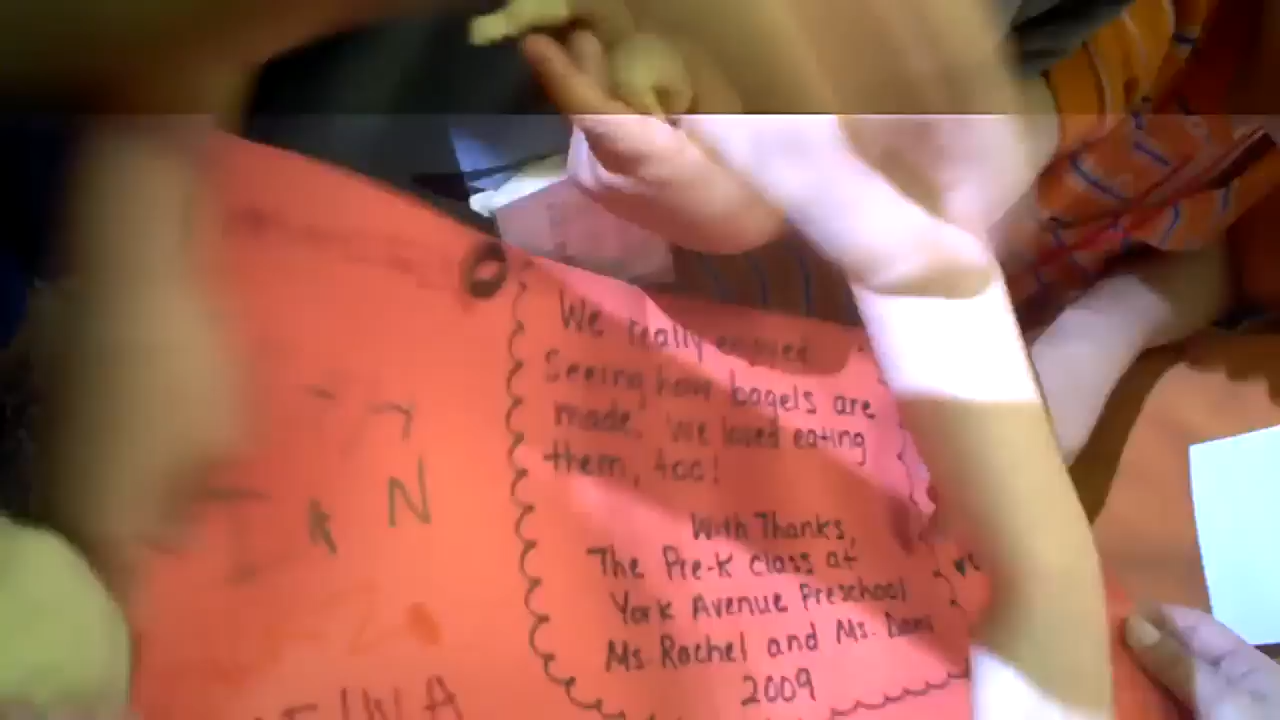 We really enjoyed
Seeing how bagels are
made. We loved eating
them, too!
With Thanks,
The Pre-K class at
York Avenue Preschool
Ms. Rachel and Ms.
2009
N